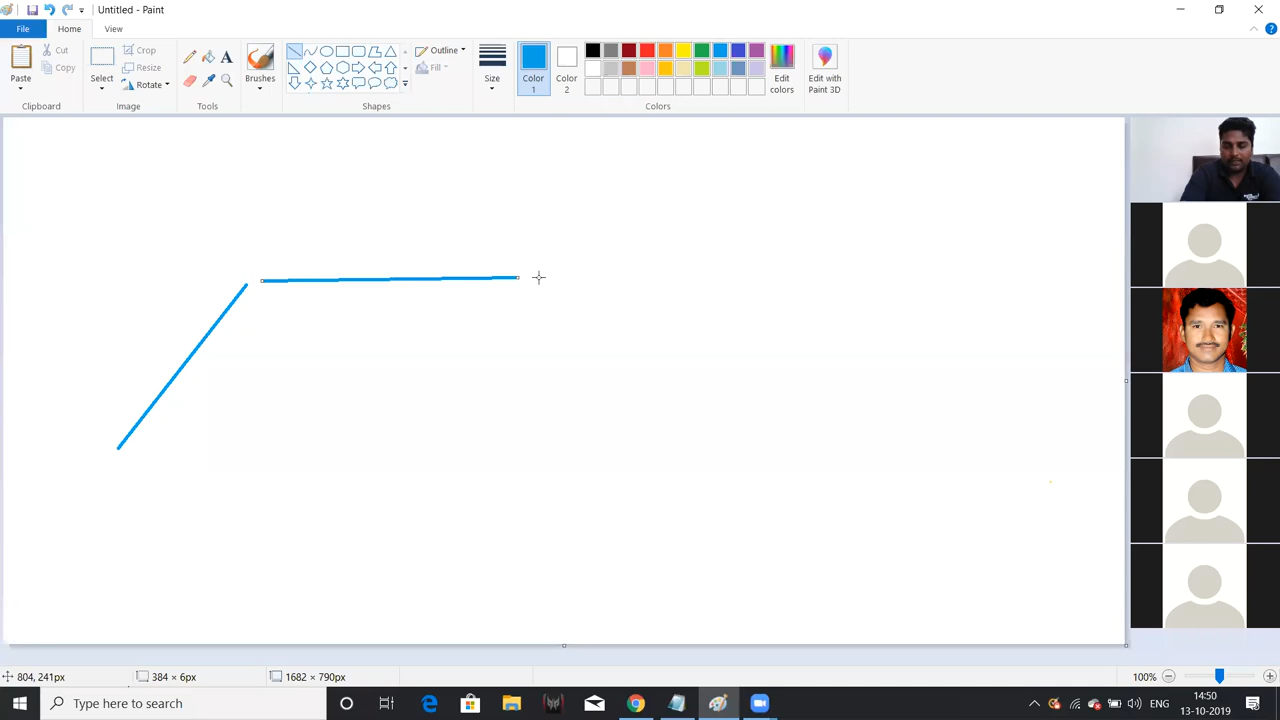 Untitled - Paint
File
Home
View
Paste
Cut
Copy
Clipboard
Select
Crop
Resize
Rotate
Image
A
Tools
Brushes
Shapes
Outline
Fill
Size
Color
1
Color
2
Colors
Edit
colors
Edit with
Paint 3D
804, 241px
384 × 6px
1682 × 790px
100%
Type here to search
ENG
14:50
13-10-2019